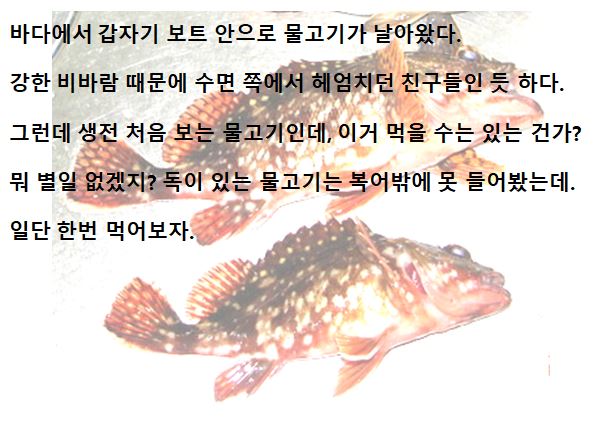 바다에서 갑자기 보트 안으로 물고기가 날아왔다.
강한 비바람 때문에 수면 쪽에서 헤엄치던 친구들인 듯 하다.
그런데 생전 처음 보는 물고기인데, 이거 먹을 수는 있는 건가?
뭐 별일 없겠지? 독이 있는 물고기는 복어밖에 못 들어봤는데.
일단 한번 먹어보자.